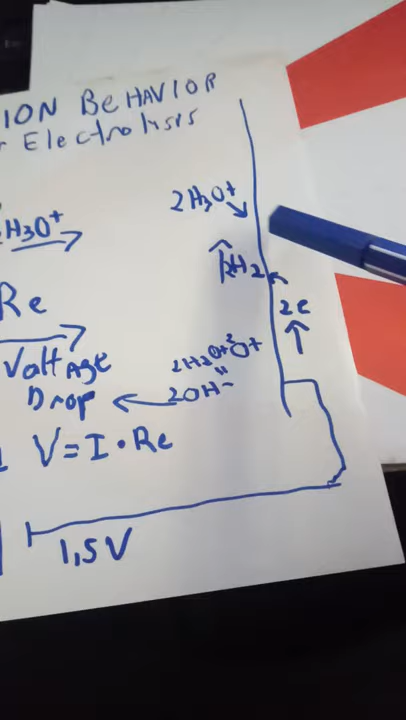 ION BEHAVIOR
Electrolysis
2H3O+
H3O+
H2
Re
2e
Voltage
Drop
2OH-
V=I•Re
1,5V